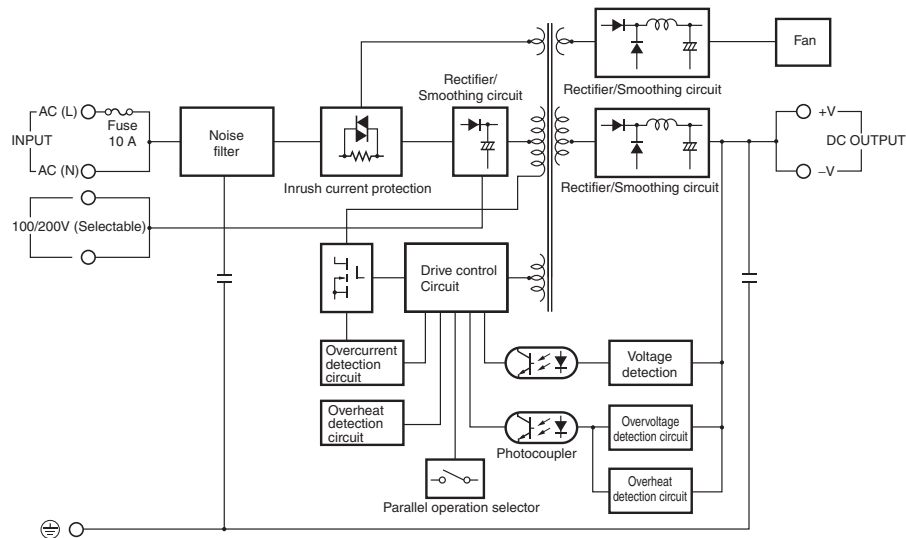 Fan
Rectifier/Smoothing circuit
Rectifier/
Smoothing circuit
AC (L)
Fuse
10 A
INPUT
AC (N)
Noise
filter
Inrush current protection
Rectifier/Smoothing circuit
+V
DC OUTPUT
–V
100/200V (Selectable)
Drive control
Circuit
Overcurrent
detection
circuit
Voltage
detection
Overheat
detection
circuit
Photocoupler
Overvoltage
detection circuit
Overheat
detection circuit
Parallel operation selector